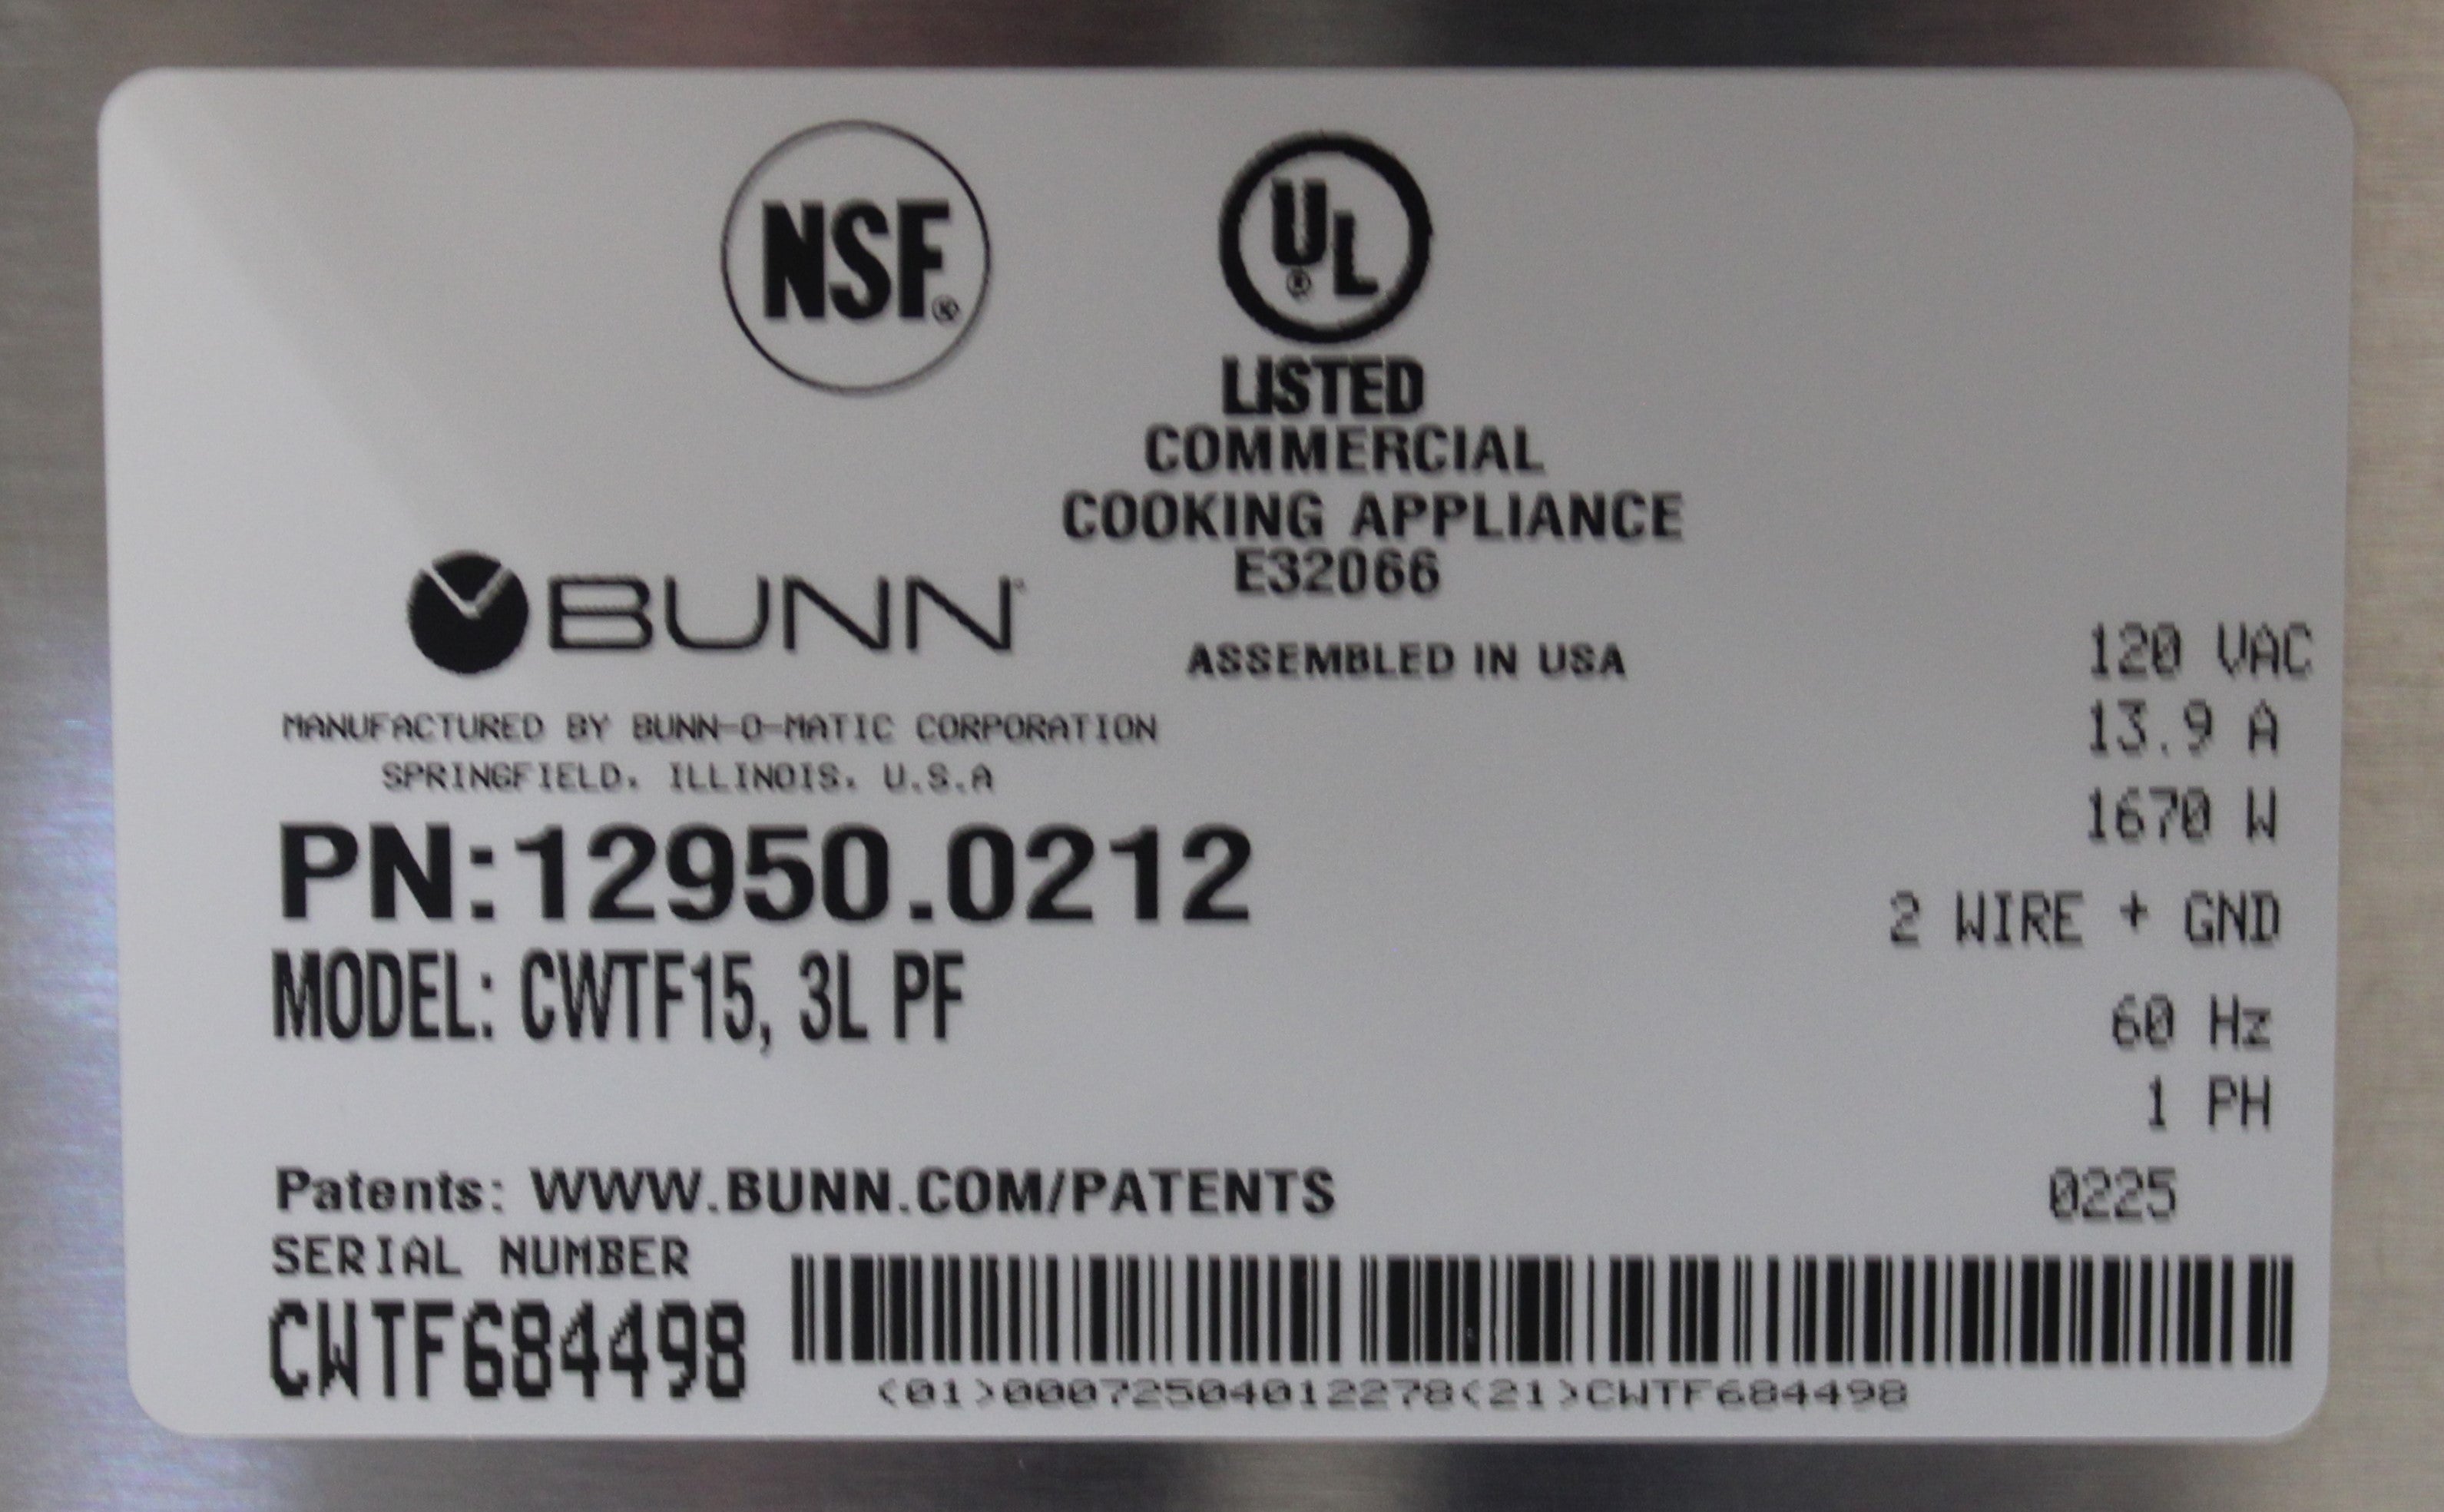 NSF®
UL®
LISTED
COMMERCIAL
COOKING APPLIANCE
E32066
BUNN
ASSEMBLED IN USA
MANUFACTURED BY BUNN-O-MATIC CORPORATION
SPRINGFIELD, ILLINOIS, U.S.A
PN:12950.0212
MODEL: CWTF15, 3L PF
120 VAC
13.9 A
1670 W
2 WIRE + GND
60 Hz
1 PH
Patents: WWW.BUNN.COM/PATENTS
0225
SERIAL NUMBER
CWTF684498
(01)00072504012278(21)CWTF684498